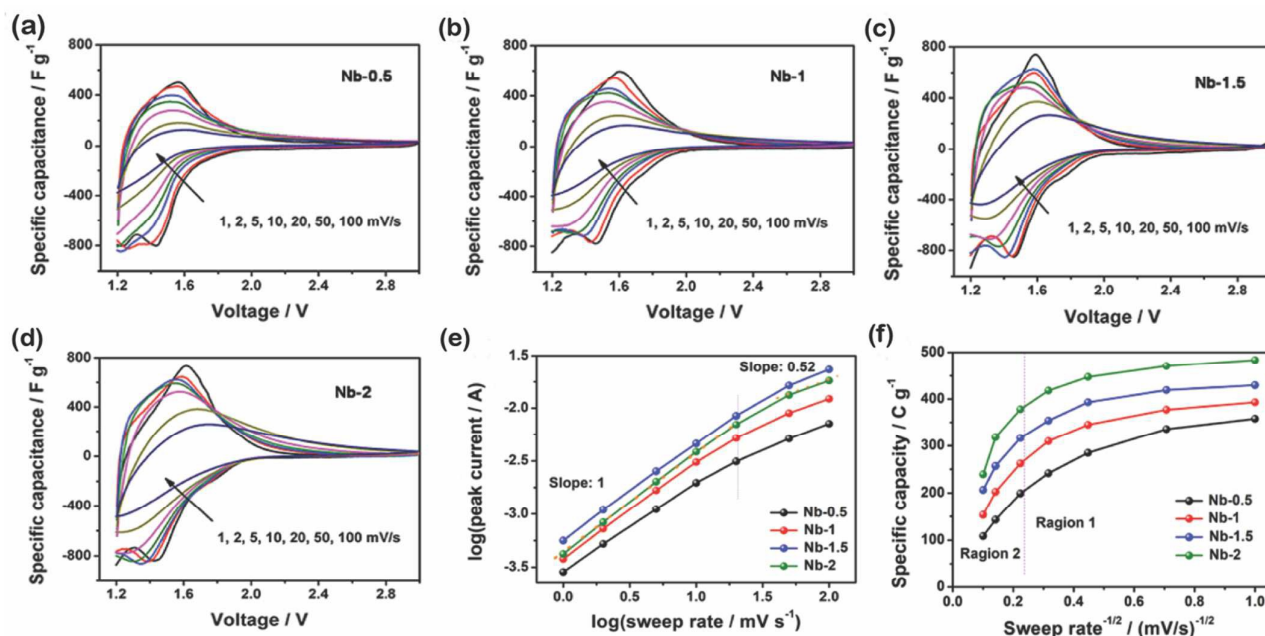 (a)
Specific capacitance / F g⁻¹
800
400
0
-400
-800
Nb-0.5
1, 2, 5, 10, 20, 50, 100 mV/s
1.2 1.6 2.0 2.4 2.8
Voltage / V
(b)
Specific capacitance / F g⁻¹
800
400
0
-400
-800
Nb-1
1, 2, 5, 10, 20, 50, 100 mV/s
1.2 1.6 2.0 2.4 2.8
Voltage / V
(c)
Specific capacitance / F g⁻¹
800
400
0
-400
-800
Nb-1.5
1, 2, 5, 10, 20, 50, 100 mV/s
1.2 1.6 2.0 2.4 2.8
Voltage / V
(d)
Specific capacitance / F g⁻¹
800
400
0
-400
-800
Nb-2
1, 2, 5, 10, 20, 50, 100 mV/s
1.2 1.6 2.0 2.4 2.8
Voltage / V
(e)
log(peak current / A)
1.5
-2.0
-2.5
-3.0
-3.5
Slope: 0.52
Slope: 1
Nb-0.5
Nb-1
Nb-1.5
Nb-2
0.0 0.5 1.0 1.5 2.0
log(sweep rate / mV s⁻¹)
(f)
Specific capacity / C g⁻¹
500
400
300
200
100
0
Ragion 1
Ragion 2
Nb-0.5
Nb-1
Nb-1.5
Nb-2
0.0 0.2 0.4 0.6 0.8 1.0
Sweep rate⁻¹/² / (mV/s)⁻¹/²